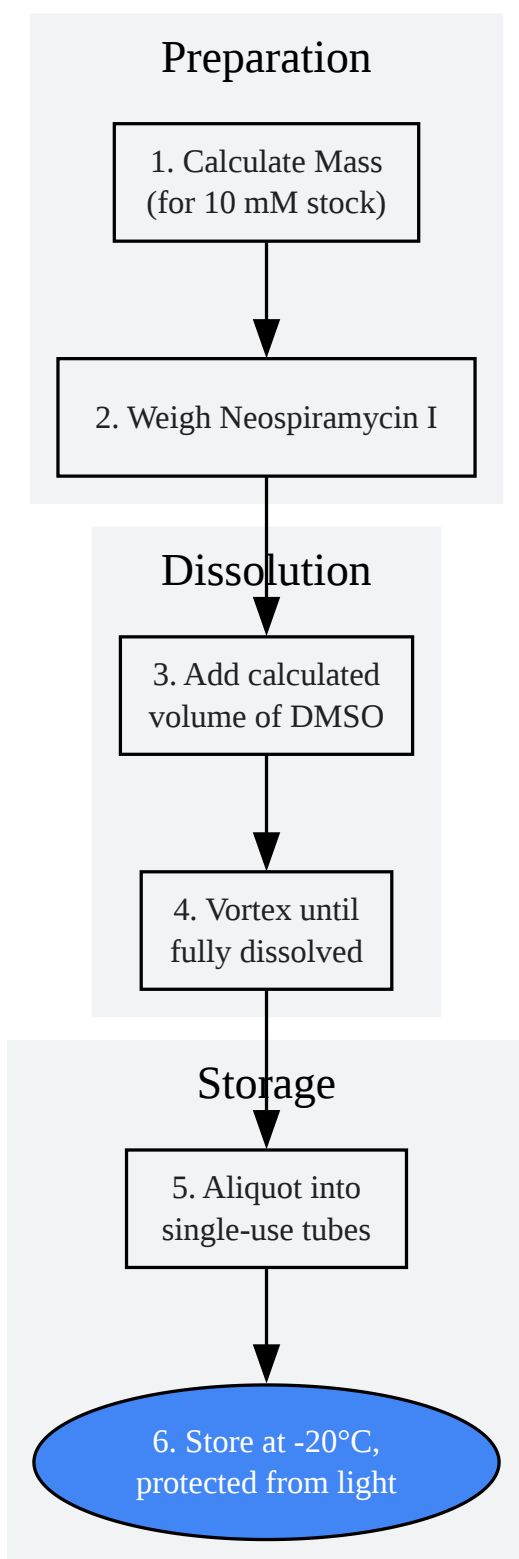 Preparation
1. Calculate Mass
(for 10 mM stock)
2. Weigh Neospiramycin I
Dissolution
3. Add calculated
volume of DMSO
4. Vortex until
fully dissolved
Storage
5. Aliquot into
single-use tubes
6. Store at -20°C,
protected from light